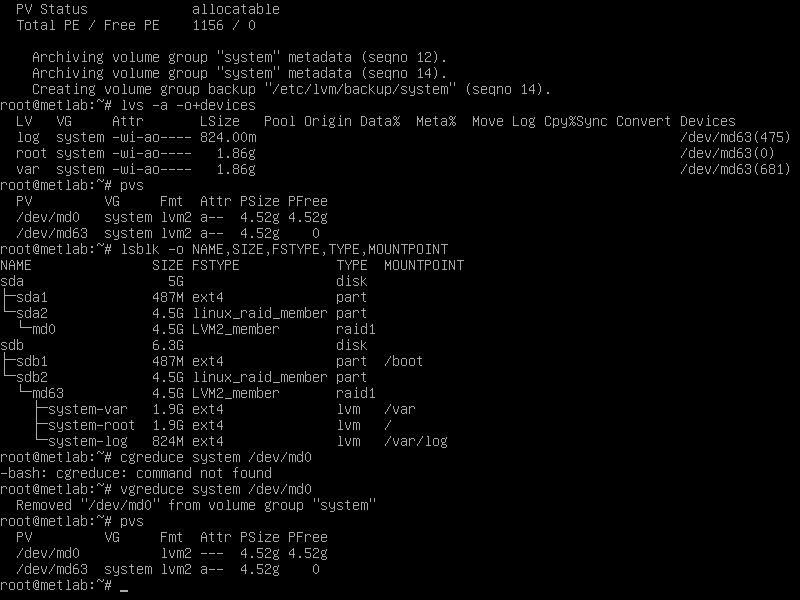 PV Status             allocatable
  Total PE / Free PE    1156 / 0

    Archiving volume group "system" metadata (seqno 12).
    Archiving volume group "system" metadata (seqno 14).
    Creating volume group backup "/etc/lvm/backup/system" (seqno 14).
root@metlab:~# lvs -a -o+devices
  LV   VG     Attr       LSize   Pool Origin Data%  Meta%  Move Log Cpy%Sync Convert Devices
  log  system -wi-ao---- 824.00m                                                     /dev/md63(475)
  root system -wi-ao----   1.86g                                                     /dev/md63(0)
  var  system -wi-ao----   1.86g                                                     /dev/md63(681)
root@metlab:~# pvs
  PV         VG     Fmt  Attr PSize PFree
  /dev/md0   system lvm2 a--  4.52g 4.52g
  /dev/md63  system lvm2 a--  4.52g    0
root@metlab:~# lsblk -o NAME,SIZE,FSTYPE,TYPE,MOUNTPOINT
NAME               SIZE FSTYPE            TYPE  MOUNTPOINT
sda                  5G                   disk
├─sda1             487M ext4              part
└─sda2             4.5G linux_raid_member part
  └─md0            4.5G LVM2_member       raid1
sdb                6.3G                   disk
├─sdb1             487M ext4              part  /boot
└─sdb2             4.5G linux_raid_member part
  └─md63           4.5G LVM2_member       raid1
    ├─system-var   1.9G ext4              lvm   /var
    ├─system-root  1.9G ext4              lvm   /
    └─system-log   824M ext4              lvm   /var/log
root@metlab:~# cgreduce system /dev/md0
-bash: cgreduce: command not found
root@metlab:~# vgreduce system /dev/md0
  Removed "/dev/md0" from volume group "system"
root@metlab:~# pvs
  PV         VG     Fmt  Attr PSize PFree
  /dev/md0          lvm2 ---  4.52g 4.52g
  /dev/md63  system lvm2 a--  4.52g    0
root@metlab:~# _